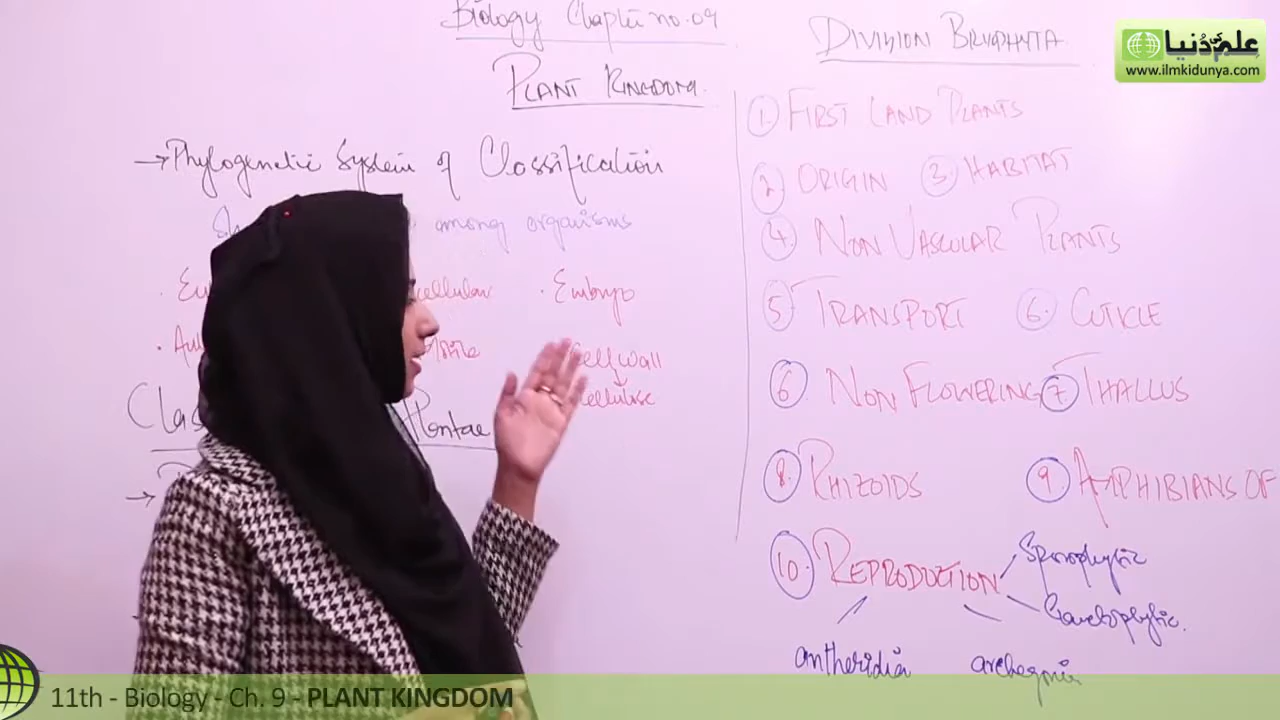 Biology Chapter no. 09
PLANT KINGDOM
→ Phylogenetic System of Classification
among organisms
· Embryo
Cell wall
Cellulose
Plantae
DIVISION BRYOPHYTA
1. FIRST LAND PLANTS
2. ORIGIN 3. HABITAT
4. NON VASCULAR PLANTS
5. TRANSPORT 6. CUTICLE
6. NON FLOWERING 7. THALLUS
8. RHIZOIDS 9. AMPHIBIANS OF
10. REPRODUCTION
Sporophytic
Gametophytic.
antheridia archegonia
علم کی دُنیا
www.ilmkidunya.com
11th - Biology - Ch. 9 - PLANT KINGDOM